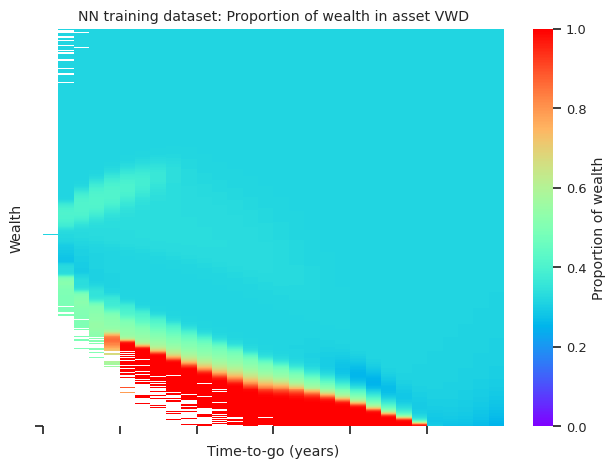 NN training dataset: Proportion of wealth in asset VWD
1.0
0.8
0.6
0.4
0.2
0.0
Proportion of wealth
Wealth
Time-to-go (years)